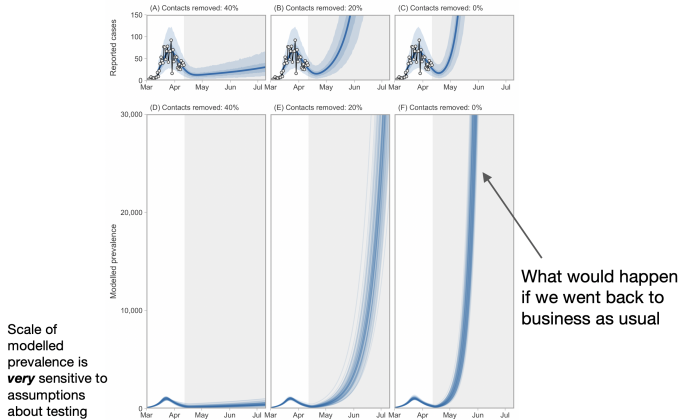 (A) Contacts removed: 40%
(B) Contacts removed: 20%
(C) Contacts removed: 0%
Reported cases
150
100
50
0
Mar Apr May Jun Jul
Mar Apr May Jun Jul
Mar Apr May Jun Jul
(D) Contacts removed: 40%
(E) Contacts removed: 20%
(F) Contacts removed: 0%
Modelled prevalence
30,000
20,000
10,000
0
Mar Apr May Jun Jul
Mar Apr May Jun Jul
Mar Apr May Jun Jul
What would happen
if we went back to
business as usual
Scale of
modelled
prevalence is
very sensitive to
assumptions
about testing